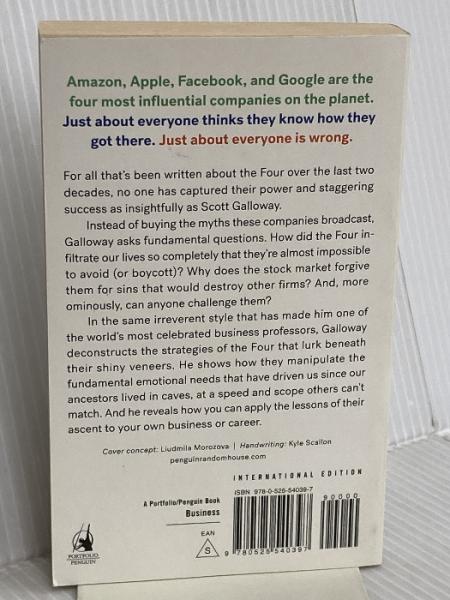 Amazon, Apple, Facebook, and Google are the
four most influential companies on the planet.
Just about everyone thinks they know how they
got there. Just about everyone is wrong.
For all that's been written about the Four over the last two
decades, no one has captured their power and staggering
success as insightfully as Scott Galloway.
Instead of buying the myths these companies broadcast,
Galloway asks fundamental questions. How did the Four in-
filtrate our lives so completely that they're almost impossible
to avoid (or boycott)? Why does the stock market forgive
them for sins that would destroy other firms? And, more
ominously, can anyone challenge them?
In the same irreverent style that has made him one of
the world's most celebrated business professors, Galloway
deconstructs the strategies of the Four that lurk beneath
their shiny veneers. He shows how they manipulate the
fundamental emotional needs that have driven us since our
ancestors lived in caves, at a speed and scope others can't
match. And he reveals how you can apply the lessons of their
ascent to your own business or career.
Cover concept: Liudmila Morozova | Handwriting: Kyle Scallon
penguinrandomhouse.com
INTERNATIONAL EDITION
A Portfolio/Penguin Book
Business
ISBN 978-0-525-54039-7
90000
EAN
S
9 780525 540397
PORTFOLIO
PENGUIN